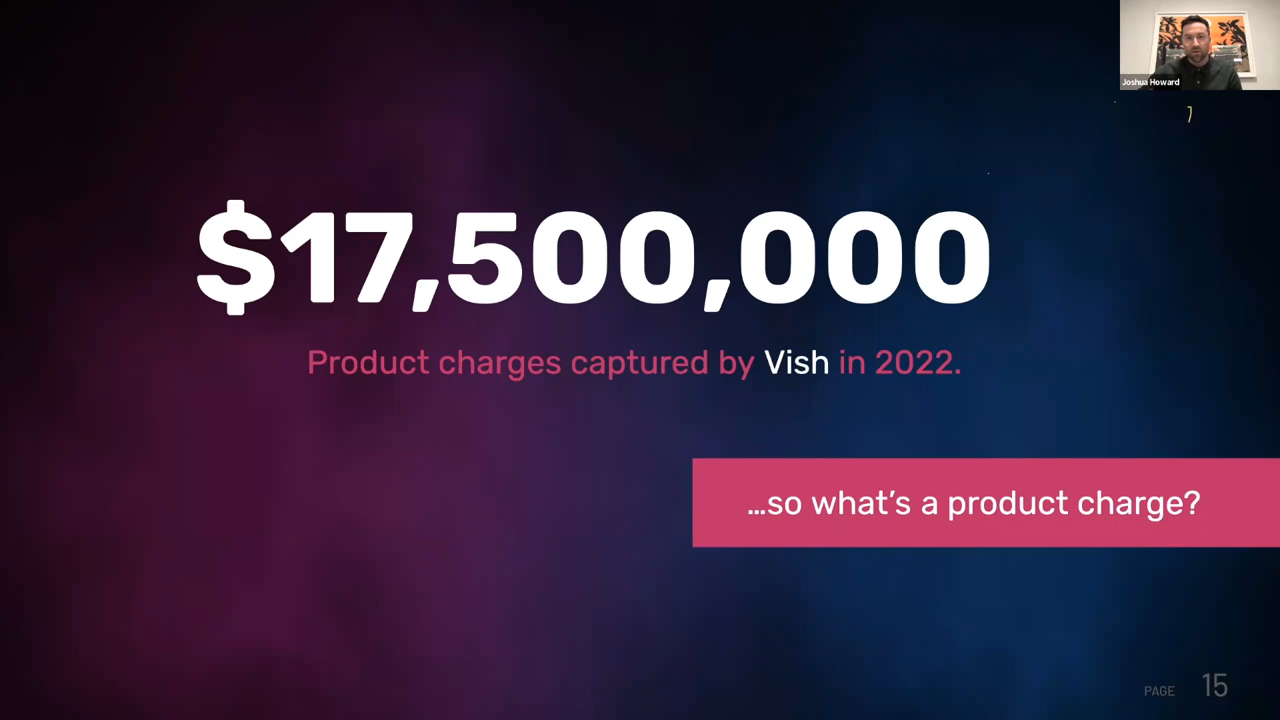 Joshua Howard
$17,500,000
Product charges captured by Vish in 2022.
...so what's a product charge?
PAGE 15